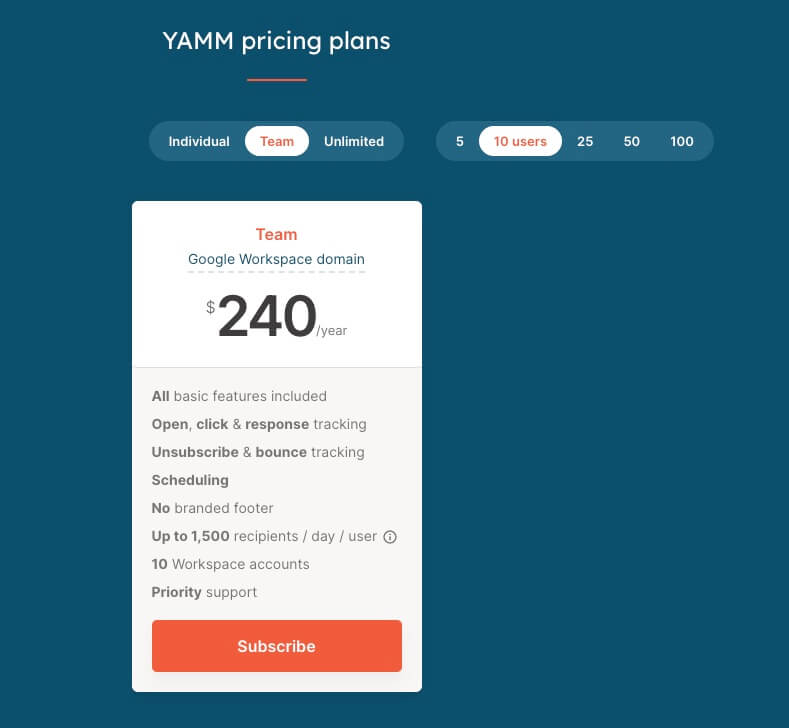 YAMM pricing plans
Individual Team Unlimited 5 10 users 25 50 100
Team
Google Workspace domain
$240/year
All basic features included
Open, click & response tracking
Unsubscribe & bounce tracking
Scheduling
No branded footer
Up to 1,500 recipients / day / user
10 Workspace accounts
Priority support
Subscribe